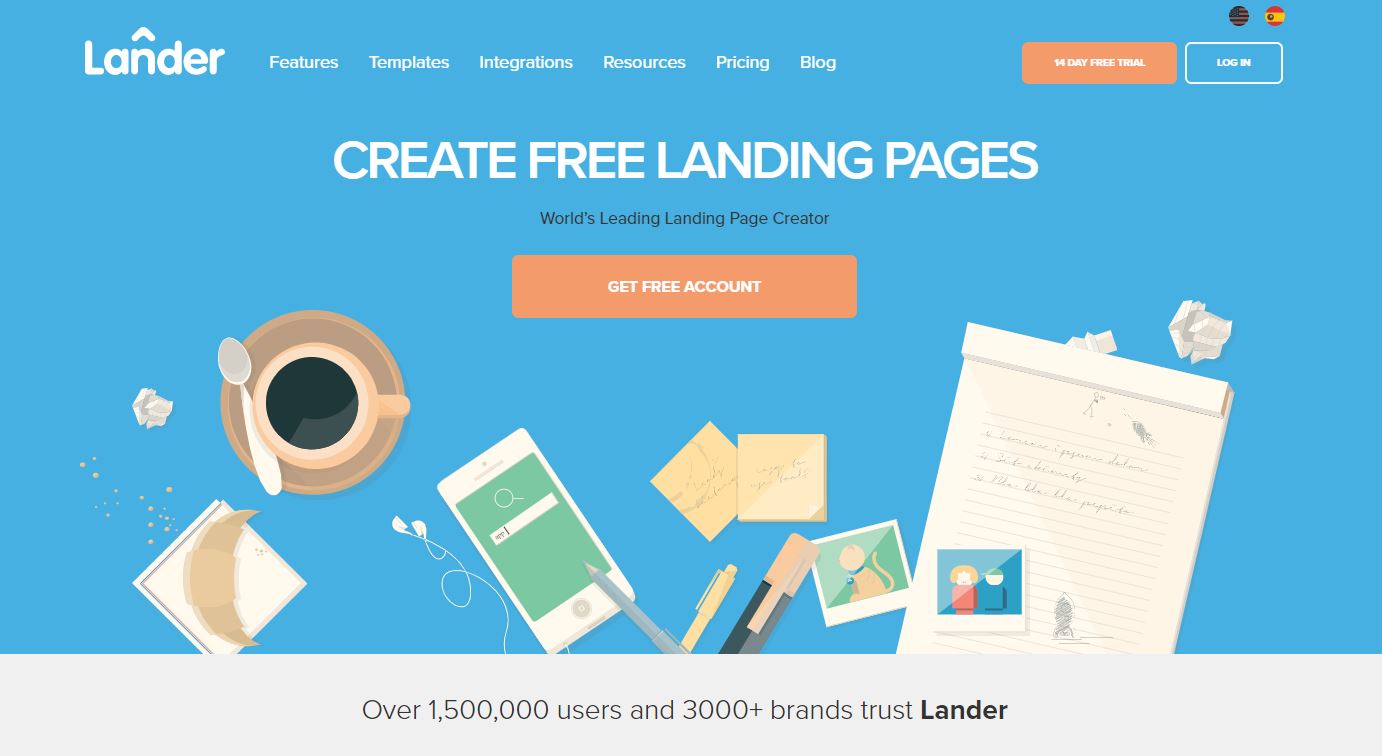 Lander
Features Templates Integrations Resources Pricing Blog
14 DAY FREE TRIAL
LOG IN
CREATE FREE LANDING PAGES
World's Leading Landing Page Creator
GET FREE ACCOUNT
app
Over 1,500,000 users and 3000+ brands trust Lander